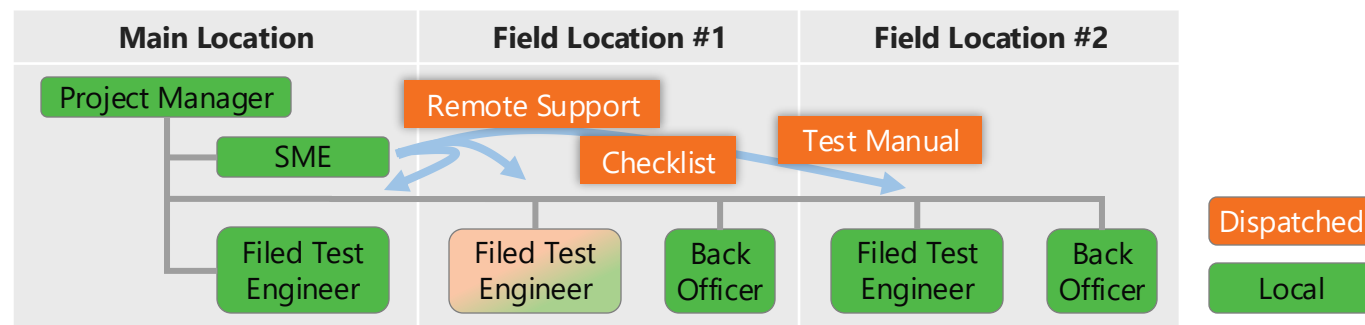 Main Location
Field Location #1
Field Location #2
Project Manager
Remote Support
SME
Checklist
Test Manual
Filed Test
Engineer
Filed Test
Engineer
Back
Officer
Filed Test
Engineer
Back
Officer
Dispatched
Local